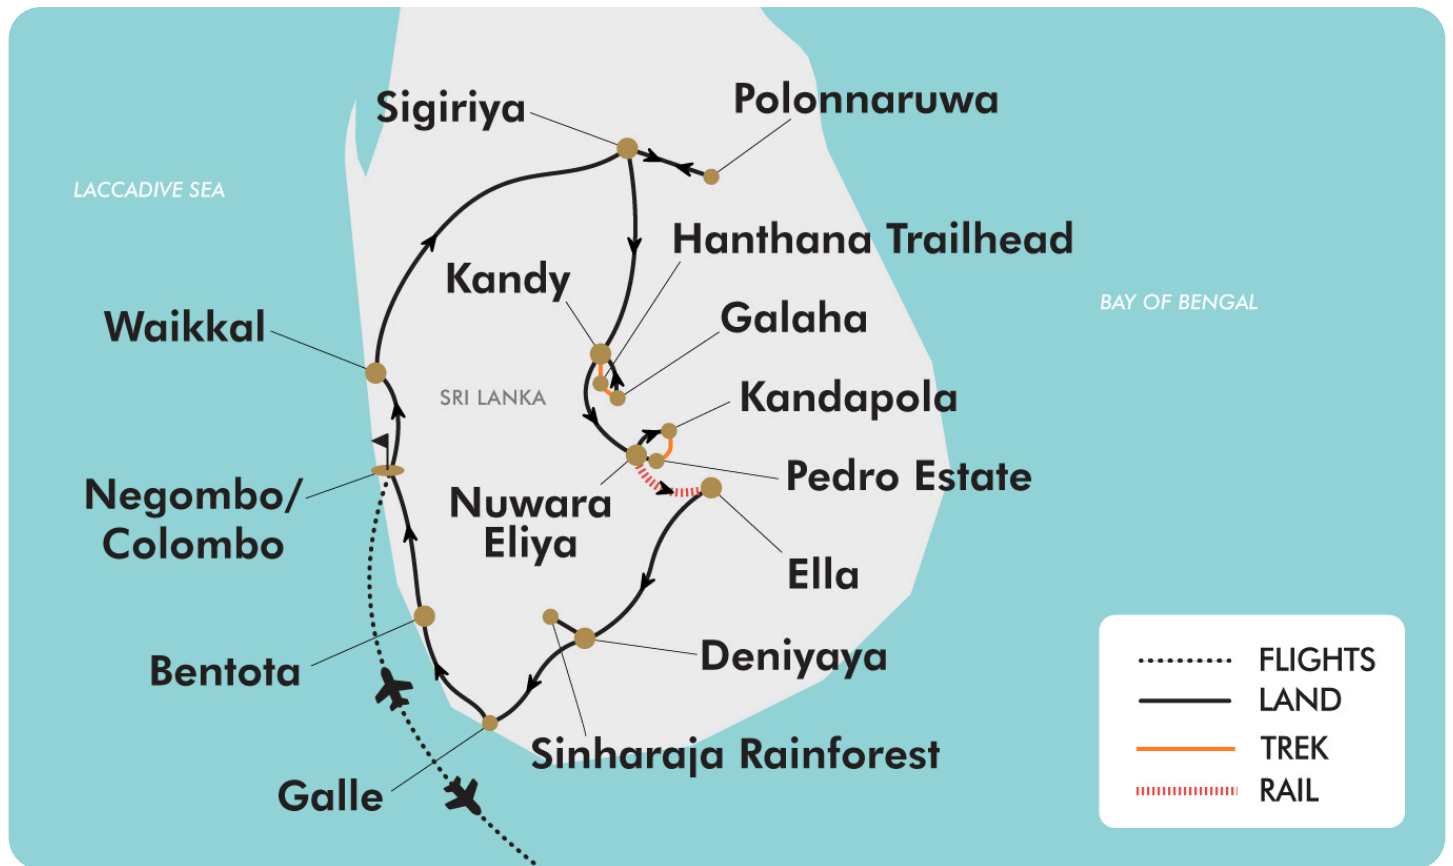 Sigiriya
Polonnaruwa
LACCADIVE SEA
Hanthana Trailhead
Kandy
BAY OF BENGAL
Galaha
Waikkal
SRI LANKA
Kandapola
Pedro Estate
Negombo/
Colombo
Nuwara
Eliya
Ella
Bentota
Deniyaya
Sinharaja Rainforest
Galle
FLIGHTS
LAND
TREK
RAIL